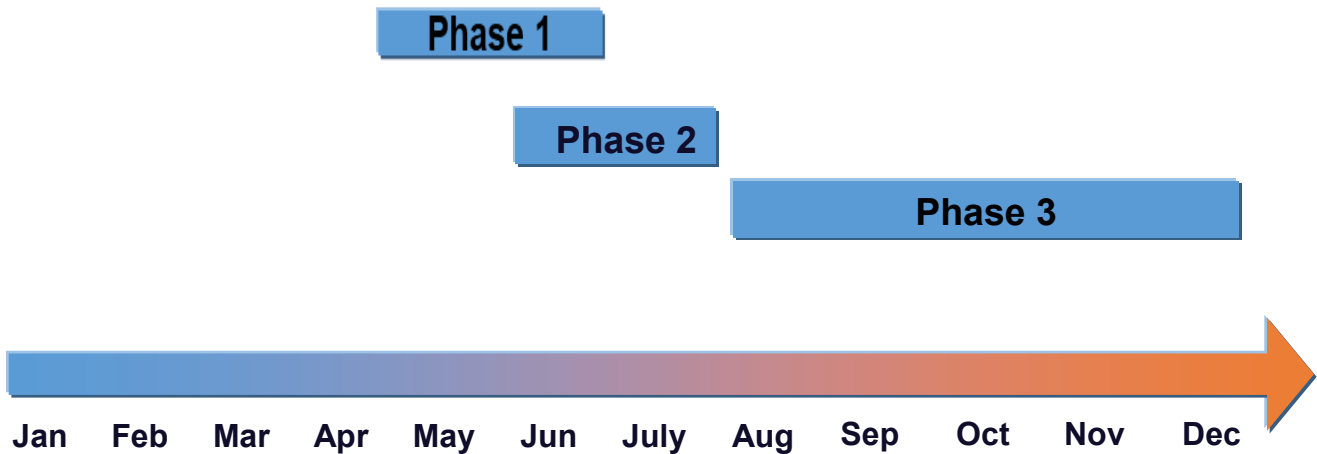 Phase 1
Phase 2
Phase 3
Jan Feb Mar Apr May Jun July Aug Sep Oct Nov Dec